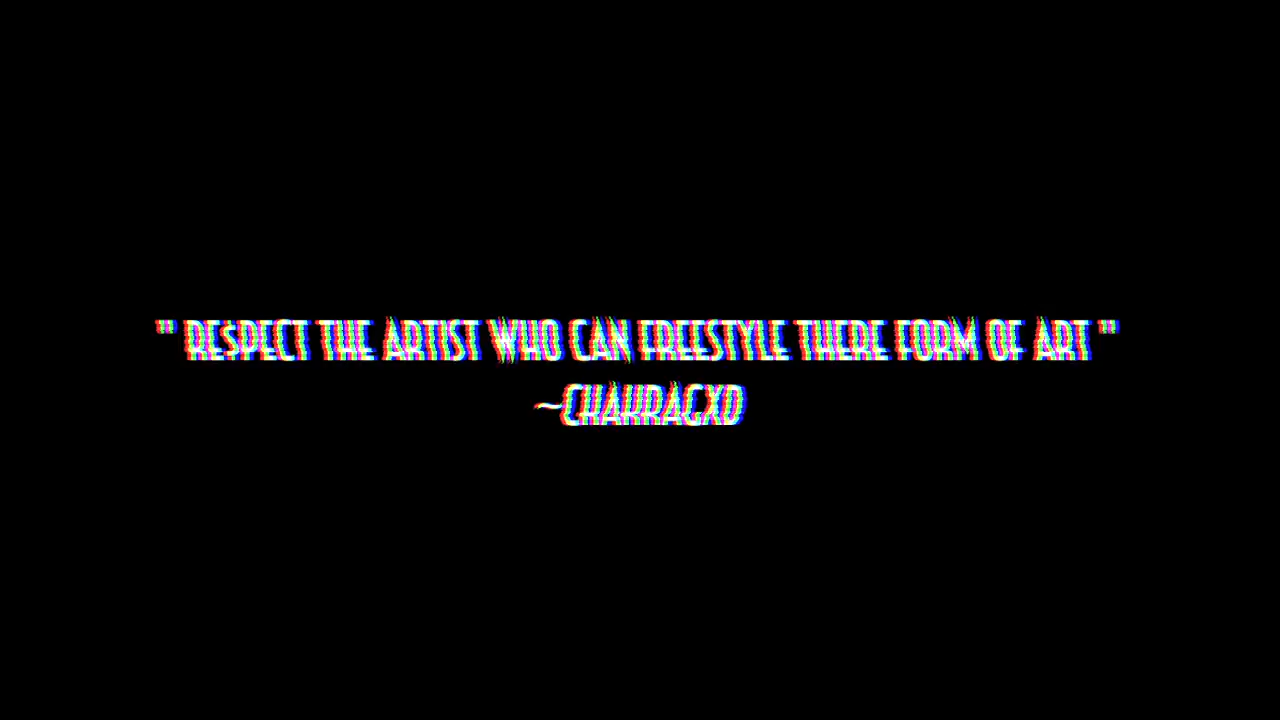 " RESPECT THE ARTIST WHO CAN FREESTYLE THERE FORM OF ART "
~CHAKRAGXD